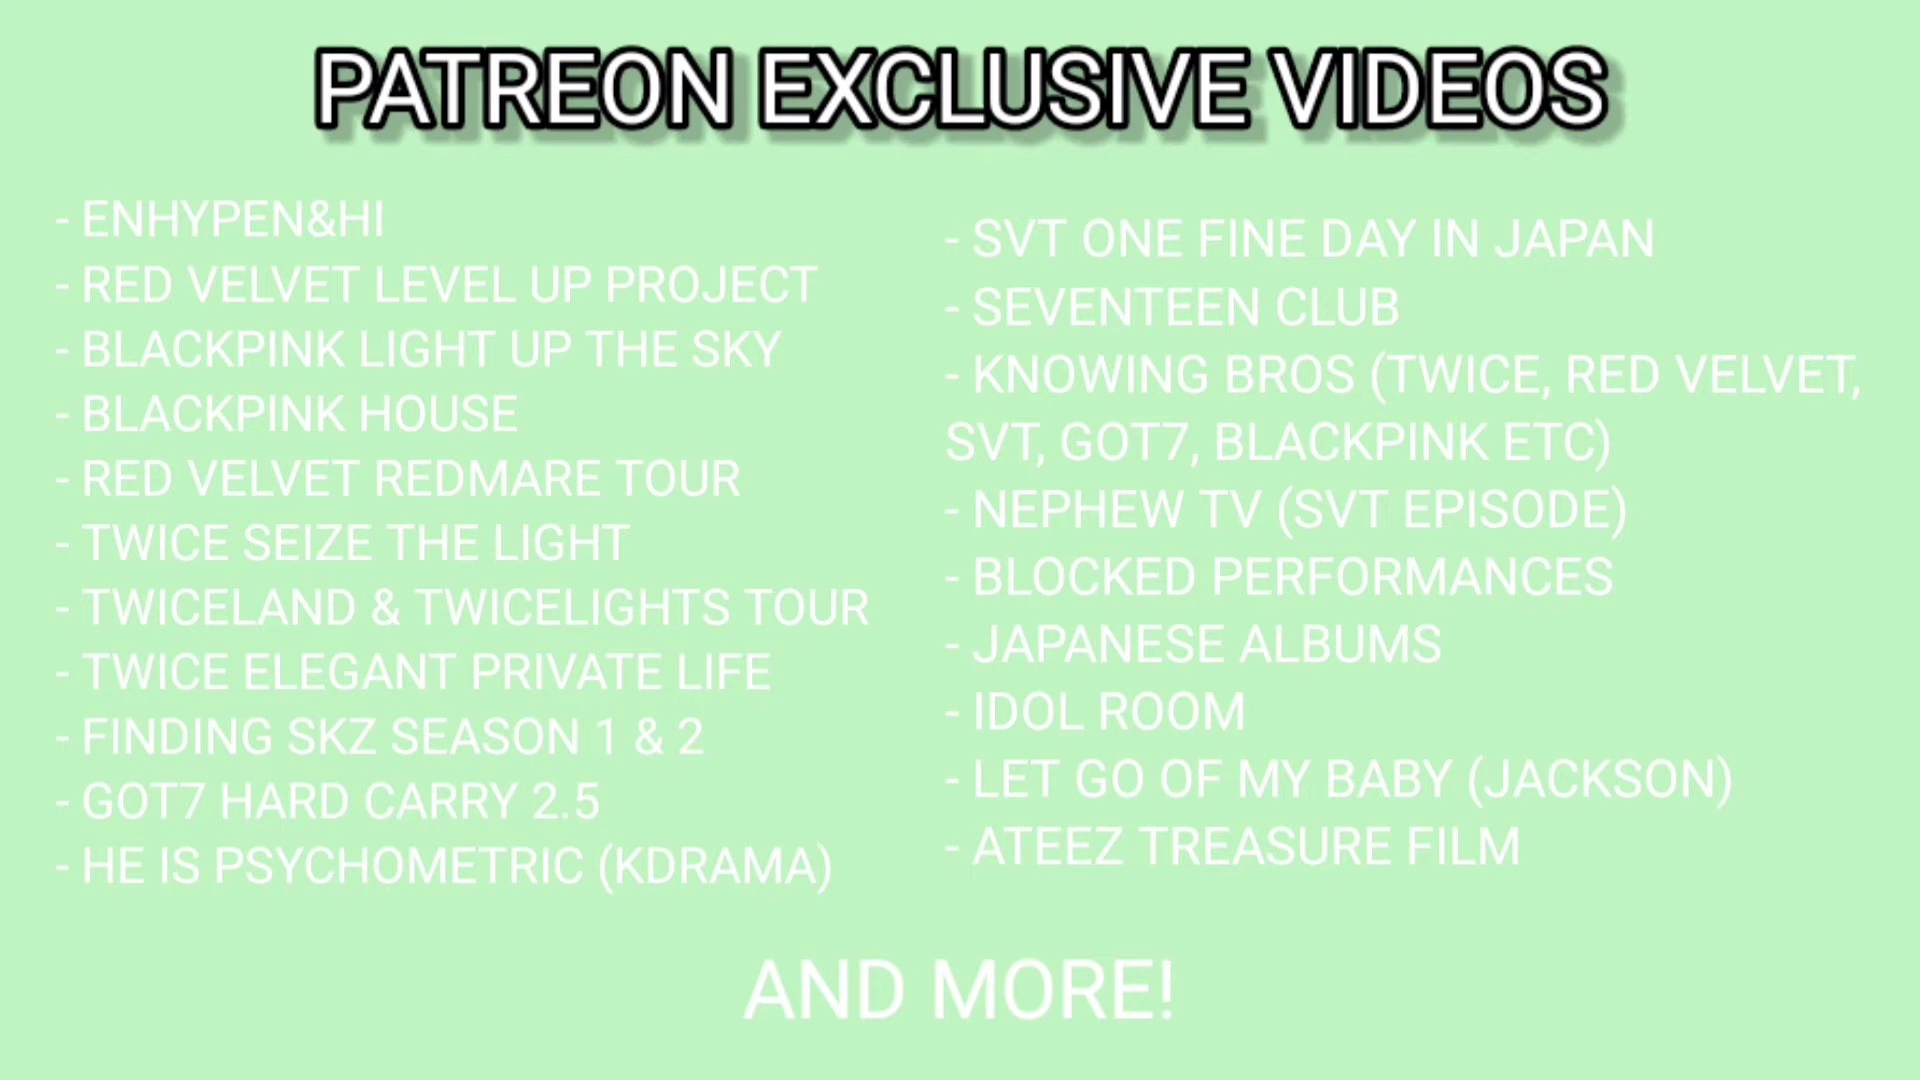 PATREON EXCLUSIVE VIDEOS
- ENHYPEN&HI
- RED VELVET LEVEL UP PROJECT
- BLACKPINK LIGHT UP THE SKY
- BLACKPINK HOUSE
- RED VELVET REDMARE TOUR
- TWICE SEIZE THE LIGHT
- TWICELAND & TWICELIGHTS TOUR
- TWICE ELEGANT PRIVATE LIFE
- FINDING SKZ SEASON 1 & 2
- GOT7 HARD CARRY 2.5
- HE IS PSYCHOMETRIC (KDRAMA)
- SVT ONE FINE DAY IN JAPAN
- SEVENTEEN CLUB
- KNOWING BROS (TWICE, RED VELVET,
SVT, GOT7, BLACKPINK ETC)
- NEPHEW TV (SVT EPISODE)
- BLOCKED PERFORMANCES
- JAPANESE ALBUMS
- IDOL ROOM
- LET GO OF MY BABY (JACKSON)
- ATEEZ TREASURE FILM
AND MORE!